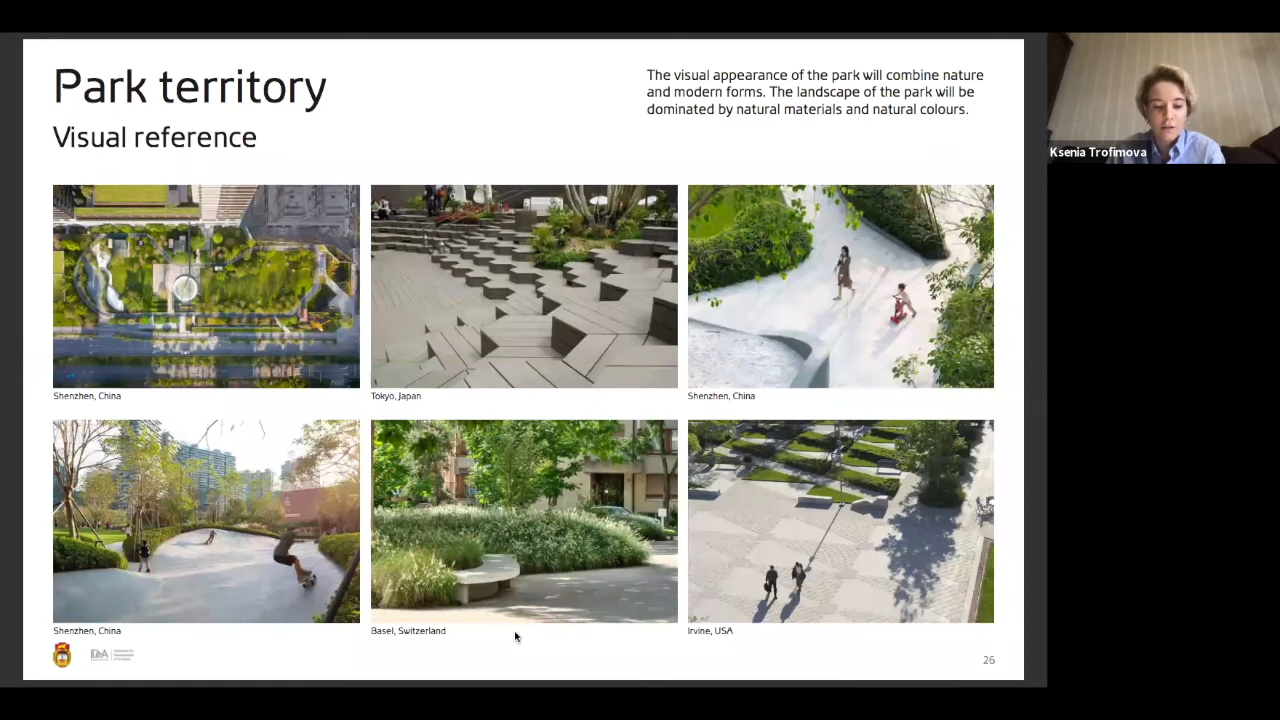 Park territory
Visual reference
The visual appearance of the park will combine nature
and modern forms. The landscape of the park will be
dominated by natural materials and natural colours.
Ksenia Trofimova
Shenzhen, China
Tokyo, Japan
Shenzhen, China
Shenzhen, China
Basel, Switzerland
Irvine, USA
IDeA
26